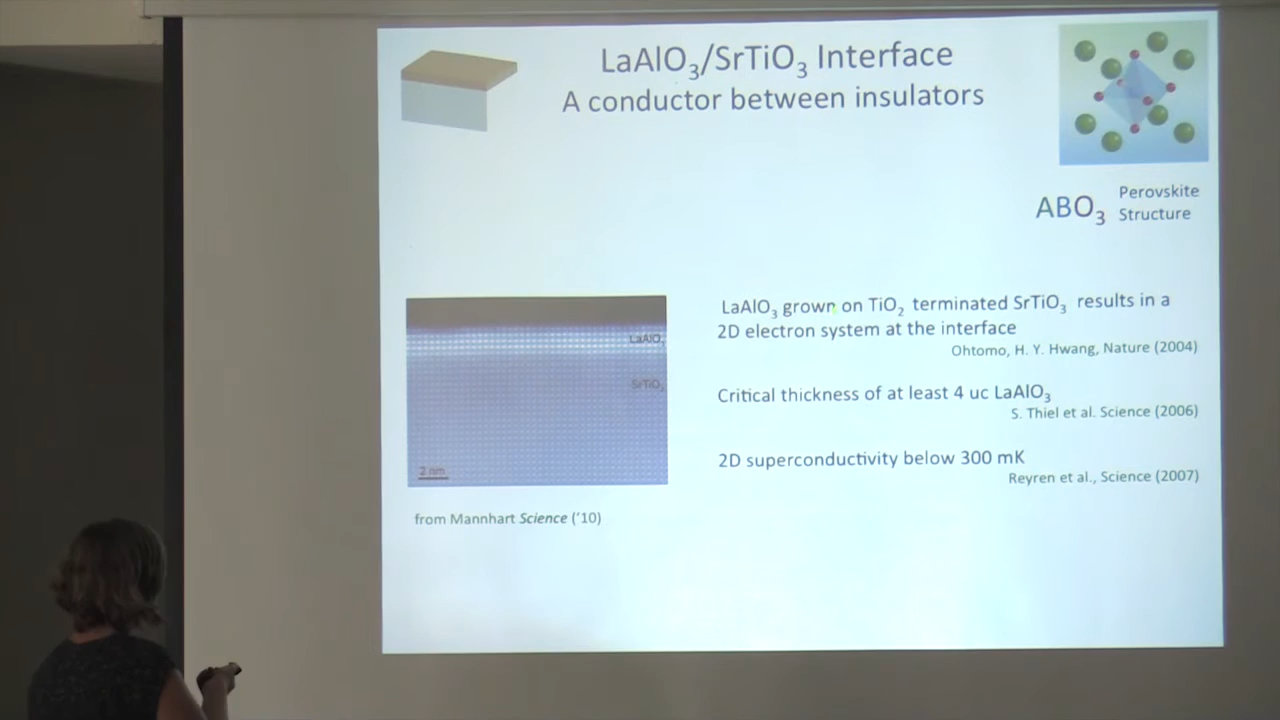 LaAlO₃/SrTiO₃ Interface
A conductor between insulators
ABO₃ Perovskite
Structure
LaAlO₃ grown on TiO₂ terminated SrTiO₃ results in a
2D electron system at the interface
Ohtomo, H. Y. Hwang, Nature (2004)
Critical thickness of at least 4 uc LaAlO₃
S. Thiel et al. Science (2006)
2D superconductivity below 300 mK
Reyren et al., Science (2007)
LaAlO₃
SrTiO₃
2 nm
from Mannhart Science ('10)